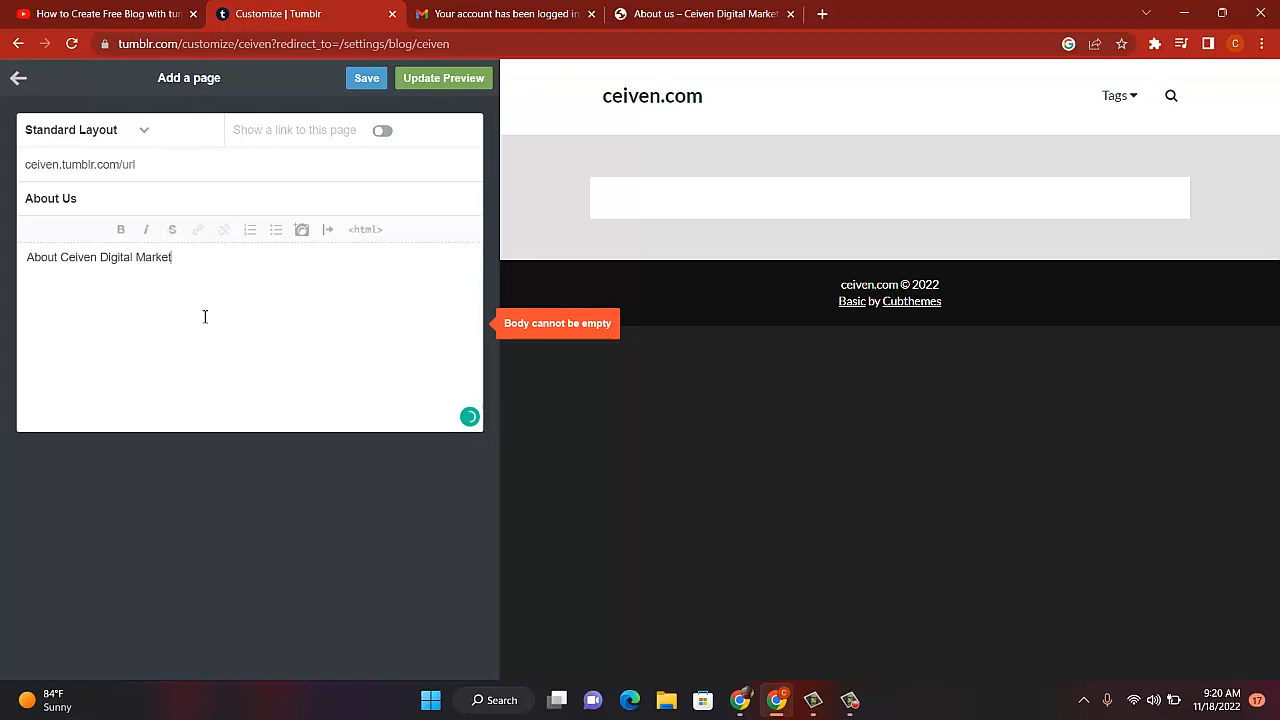 How to Create Free Blog with tum
Customize | Tumblr
Your account has been logged in
About us – Ceiven Digital Market
tumblr.com/customize/ceiven?redirect_to=/settings/blog/ceiven
Add a page
Save
Update Preview
Standard Layout
Show a link to this page
ceiven.tumblr.com/url
About Us
B i S <html>
About Ceiven Digital Market
Body cannot be empty
ceiven.com
Tags
ceiven.com © 2022
Basic by Cubthemes
84°F
Sunny
Search
9:20 AM
11/18/2022
17